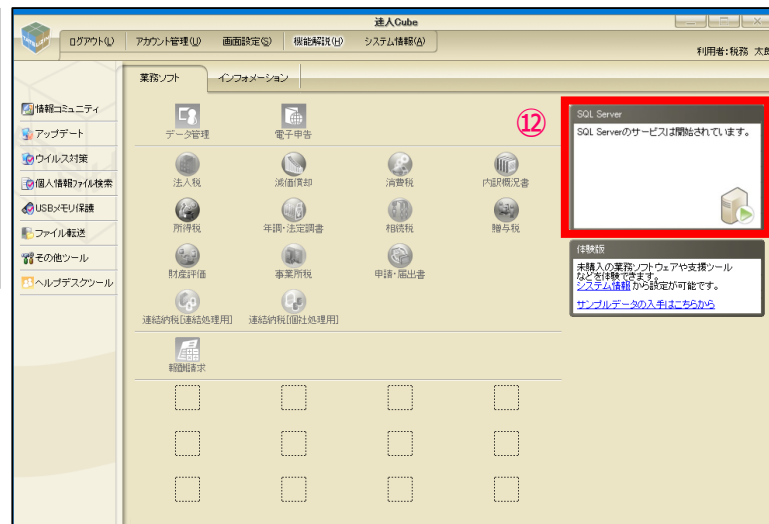 達人Cube
ログアウト(L) アカウント管理(U) 画面設定(S) 機能解説(H) システム情報(A)
利用者:税務 太郎
業務ソフト インフォメーション
情報コミュニティ
アップデート
ウイルス対策
個人情報ファイル検索
USBメモリ保護
ファイル転送
その他ツール
ヘルプデスクツール
データ管理 電子申告
法人税 減価償却 消費税 内訳概況書
所得税 年調・法定調書 相続税 贈与税
財産評価 事業所税 申請・届出書
連結納税[連結処理用] 連結納税[個社処理用]
報酬請求
⑫
SQL Server
SQL Serverのサービスは開始されています。
体験版
未購入の業務ソフトウェアや支援ツール
などを体験できます。
システム情報 から設定が可能です。
サンプルデータの入手はこちらから